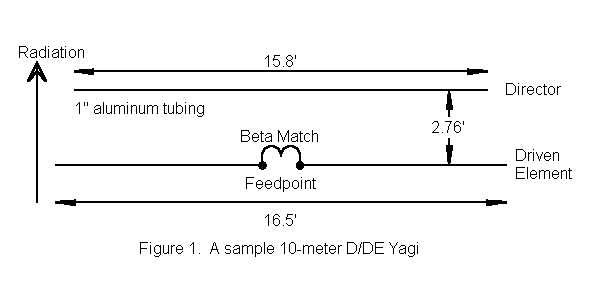 Radiation
15.8'
Director
1" aluminum tubing
2.76'
Beta Match
Driven
Element
Feedpoint
16.5'
Figure 1. A sample 10-meter D/DE Yagi